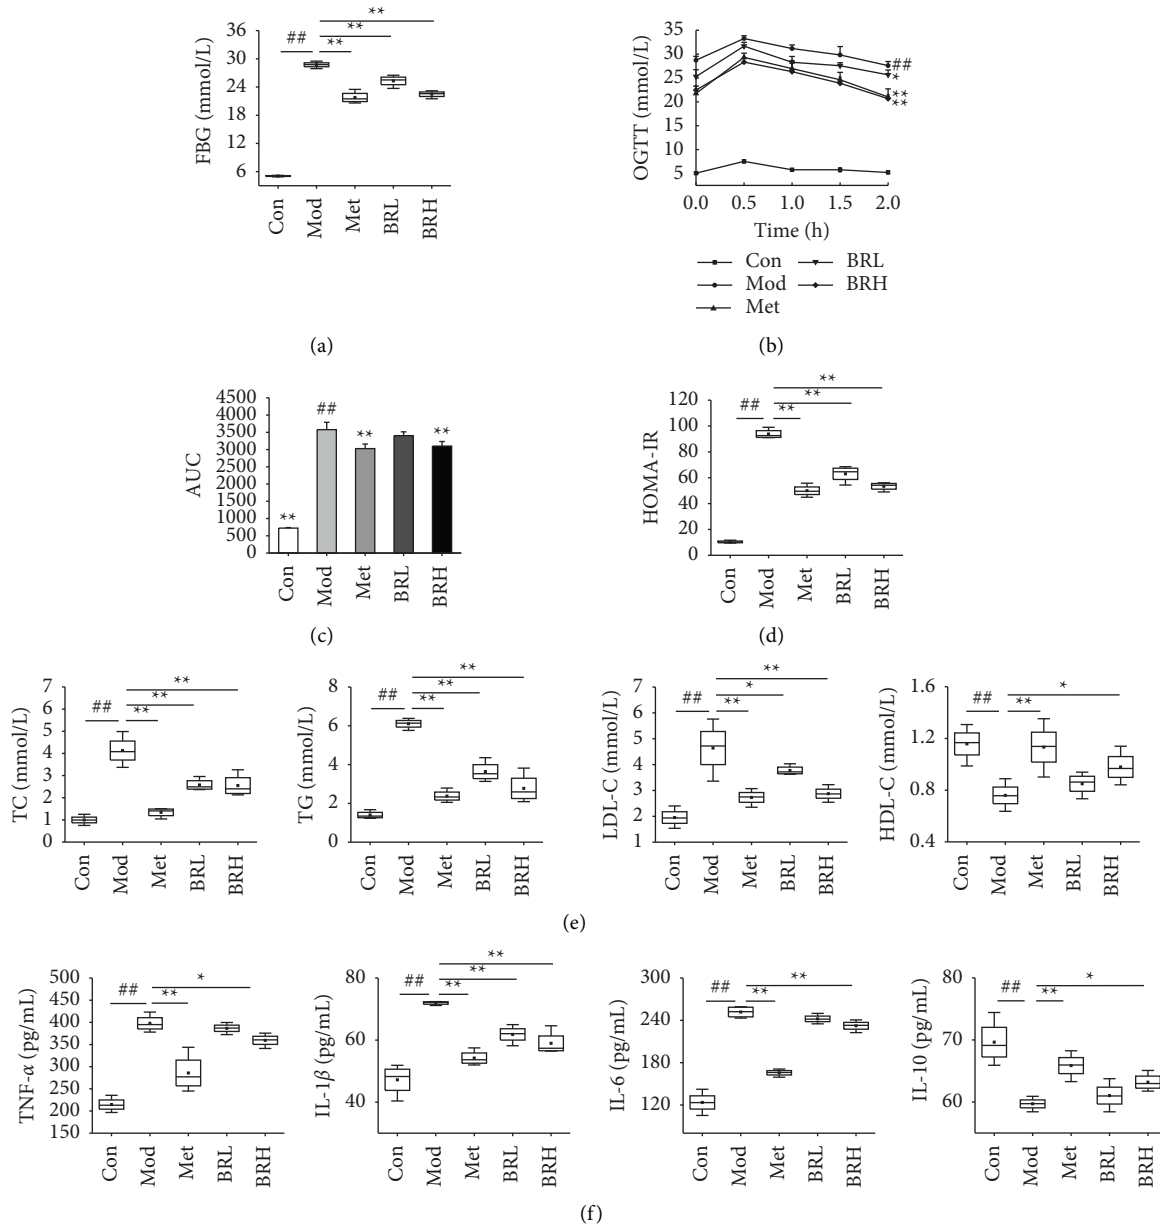 FBG (mmol/L)
36
30
24
18
12
6
##
**
**
**
Con
Mod
Met
BRL
BRH
(a)
OGTT (mmol/L)
35
30
25
20
15
10
5
##
*
**
**
0.0
0.5
1.0
1.5
2.0
Time (h)
Con
BRL
Mod
BRH
Met
(b)
AUC
4500
4000
3500
3000
2500
2000
1500
1000
500
0
**
##
**
**
Con
Mod
Met
BRL
BRH
(c)
HOMA-IR
120
100
80
60
40
20
0
##
**
**
**
Con
Mod
Met
BRL
BRH
(d)
TC (mmol/L)
7
6
5
4
3
2
1
0
##
**
**
**
Con
Mod
Met
BRL
BRH
TG (mmol/L)
8
6
4
2
0
##
**
**
**
Con
Mod
Met
BRL
BRH
LDL-C (mmol/L)
7
6
5
4
3
2
1
##
**
*
**
Con
Mod
Met
BRL
BRH
HDL-C (mmol/L)
1.6
1.2
0.8
0.4
##
**
*
Con
Mod
Met
BRL
BRH
(e)
TNF-α (pg/mL)
500
450
400
350
300
250
200
150
##
**
*
Con
Mod
Met
BRL
BRH
IL-1β (pg/mL)
80
60
40
##
**
**
**
Con
Mod
Met
BRL
BRH
IL-6 (pg/mL)
300
240
180
120
##
**
**
Con
Mod
Met
BRL
BRH
IL-10 (pg/mL)
80
70
60
##
**
*
Con
Mod
Met
BRL
BRH
(f)